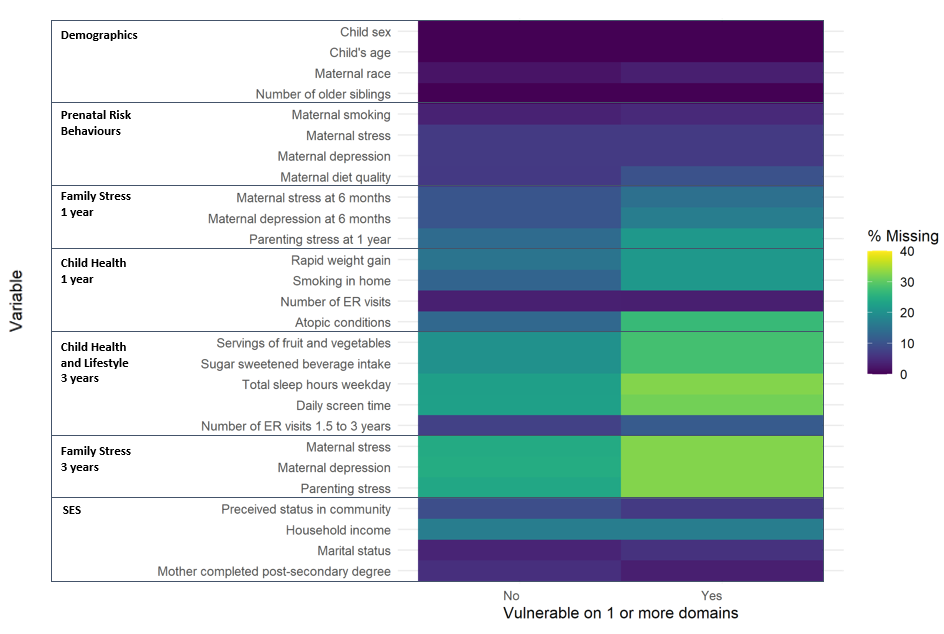 Demographics
Child sex
Child's age
Maternal race
Number of older siblings
Prenatal Risk
Behaviours
Maternal smoking
Maternal stress
Maternal depression
Maternal diet quality
Family Stress
1 year
Maternal stress at 6 months
Maternal depression at 6 months
Parenting stress at 1 year
Child Health
1 year
Rapid weight gain
Smoking in home
Number of ER visits
Atopic conditions
Child Health
and Lifestyle
3 years
Servings of fruit and vegetables
Sugar sweetened beverage intake
Total sleep hours weekday
Daily screen time
Number of ER visits 1.5 to 3 years
Family Stress
3 years
Maternal stress
Maternal depression
Parenting stress
SES
Preceived status in community
Household income
Marital status
Mother completed post-secondary degree
Variable
No
Yes
Vulnerable on 1 or more domains
% Missing
40
30
20
10
0